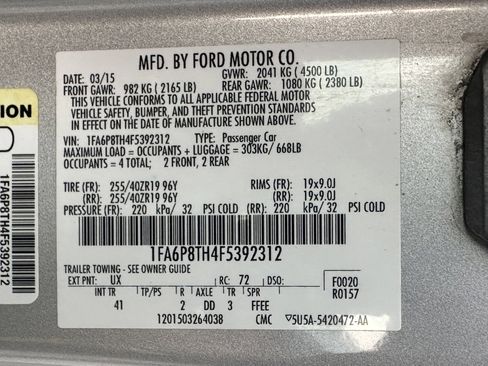 MFD. BY FORD MOTOR CO.
DATE: 03/15 GVWR: 2041 KG ( 4500 LB)
FRONT GAWR: 982 KG ( 2165 LB) REAR GAWR: 1080 KG ( 2380 LB)
THIS VEHICLE CONFORMS TO ALL APPLICABLE FEDERAL MOTOR
VEHICLE SAFETY, BUMPER, AND THEFT PREVENTION STANDARDS
IN EFFECT ON THE DATE OF MANUFACTURE SHOWN ABOVE.
VIN: 1FA6P8TH4F5392312 TYPE: Passenger Car
MAXIMUM LOAD = OCCUPANTS + LUGGAGE = 303KG/ 668LB
OCCUPANTS = 4 TOTAL; 2 FRONT, 2 REAR
TIRE (FR): 255/40ZR19 96Y RIMS (FR): 19x9.0J
(RR): 255/40ZR19 96Y (RR): 19x9.0J
PRESSURE (FR): 220 kPa/ 32 PSI COLD (RR): 220 kPa/ 32 PSI COLD
1FA6P8TH4F5392312
TRAILER TOWING - SEE OWNER GUIDE
EXT PNT: UX RC: 72 DSO: F0020
INT TR TP/PS R AXLE TR SPR R0157
41 2 DD 3 FFEE
1201503264038 CMC ▽5U5A-5420472-AA
TION
1FA6P8TH4F5392312